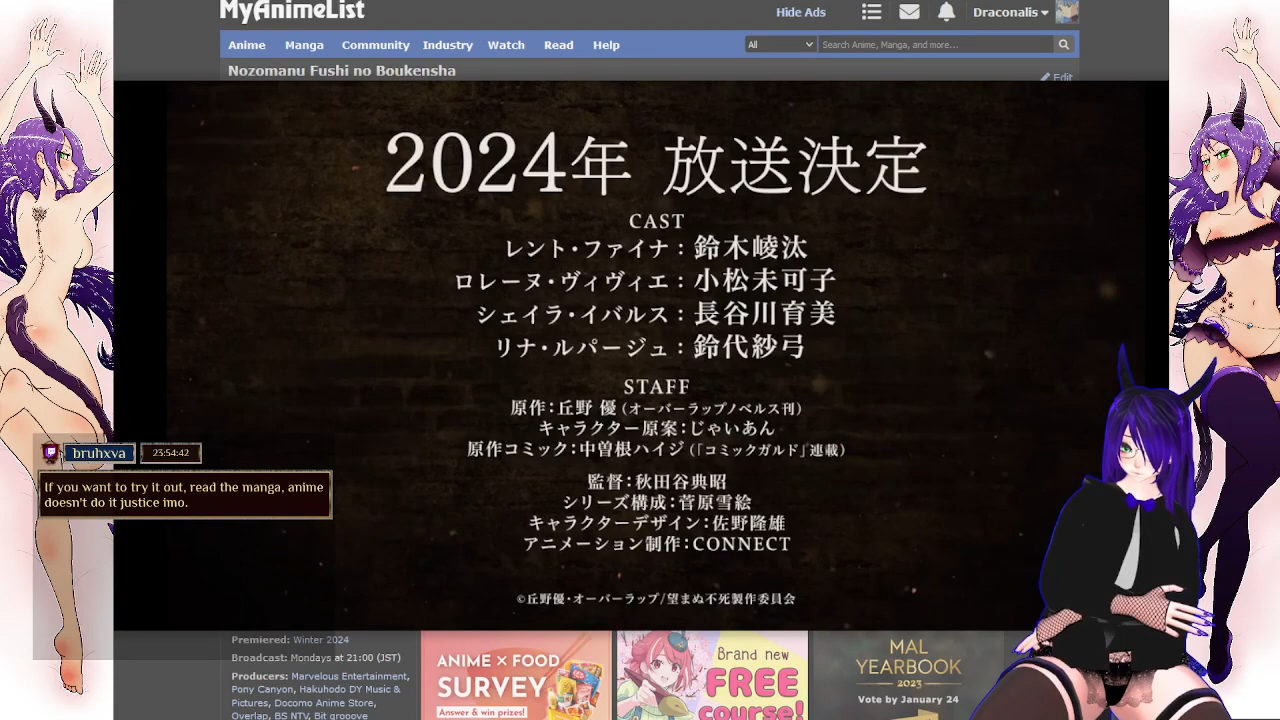 MyAnimeList
Hide Ads
Draconalis
Anime Manga Community Industry Watch Read Help
All
Search Anime, Manga, and more...
Nozomanu Fushi no Boukensha
Edit
2024年 放送決定
CAST
レント・ファイナ：鈴木崚汰
ロレーヌ・ヴィヴィエ：小松未可子
シェイラ・イバルス：長谷川育美
リナ・ルパージュ：鈴代紗弓
STAFF
原作：丘野 優（オーバーラップノベルス刊）
キャラクター原案：じゃいあん
原作コミック：中曽根ハイジ（「コミックガルド」連載）
監督：秋田谷典昭
シリーズ構成：菅原雪絵
キャラクターデザイン：佐野隆雄
アニメーション制作：CONNECT
©丘野優・オーバーラップ/望まぬ不死製作委員会
bruhxva
23:54:42
If you want to try it out, read the manga, anime
doesn't do it justice imo.
Premiered: Winter 2024
Broadcast: Mondays at 21:00 (JST)
Producers: Marvelous Entertainment,
Pony Canyon, Hakuhodo DY Music &
Pictures, Docomo Anime Store,
Overlap, BS NTV, Bit grooove
ANIME × FOOD
SURVEY
Answer & win prizes!
Brand new
FREE
course!
MAL
YEARBOOK
2023
Vote by January 24